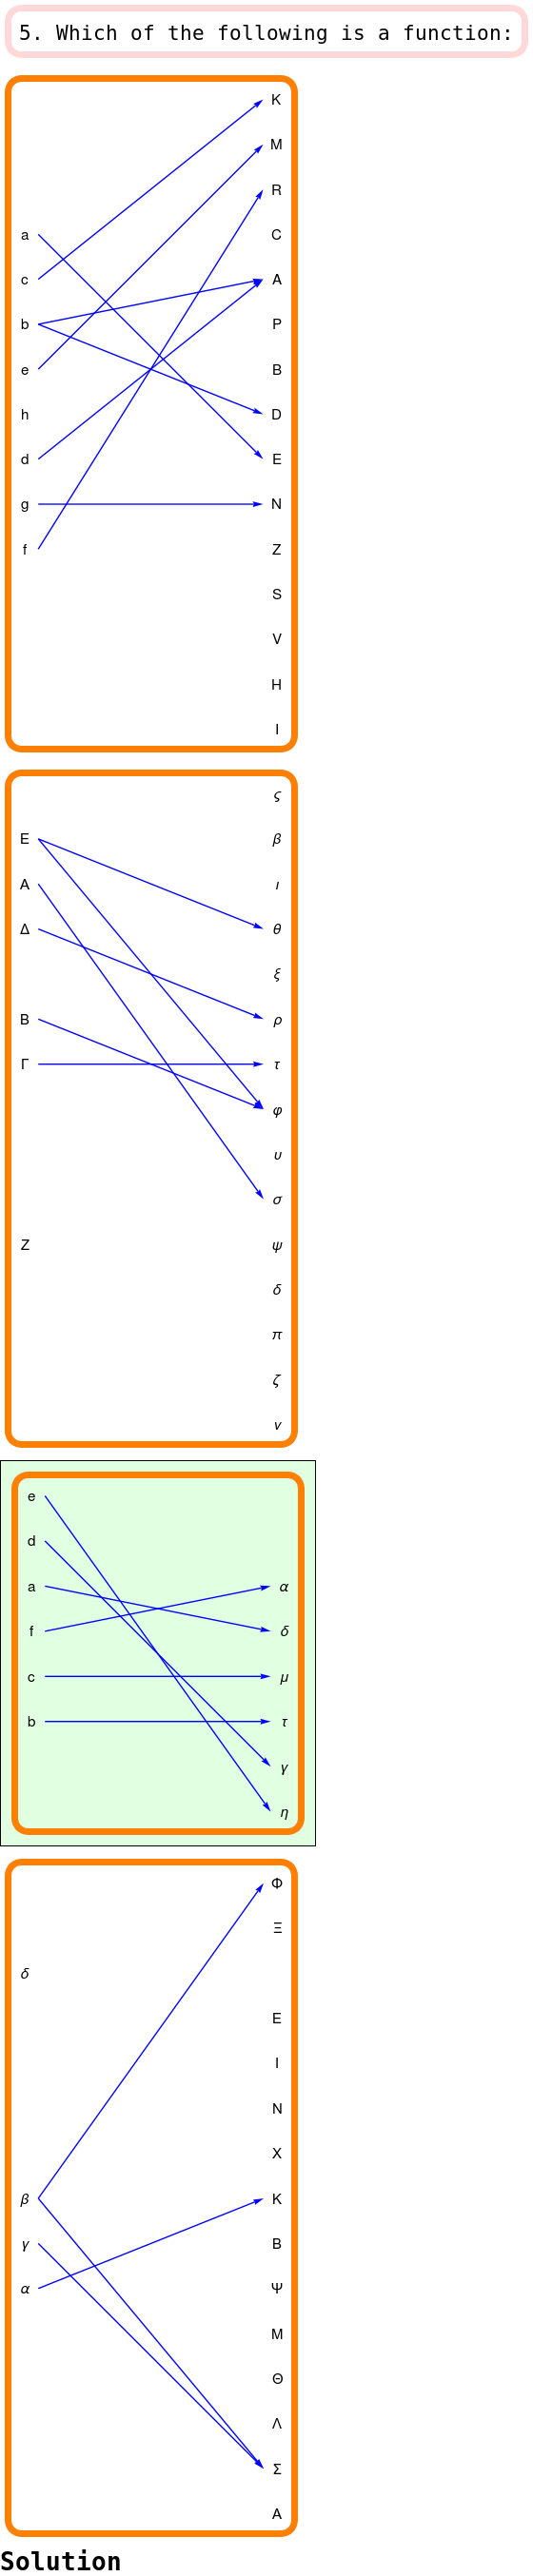 5. Which of the following is a function:
K
M
R
a C
c A
b P
e B
h D
d E
g N
f Z
S
V
H
I
ς
Ε β
Α ι
Δ θ
ξ
Β ρ
Γ τ
φ
υ
σ
Ζ ψ
δ
π
ζ
ν
e
d
a α
f δ
c μ
b τ
γ
η
Φ
Ξ
δ
Ε
Ι
Ν
Χ
β Κ
γ Β
α Ψ
Μ
Θ
Λ
Σ
Α
Solution